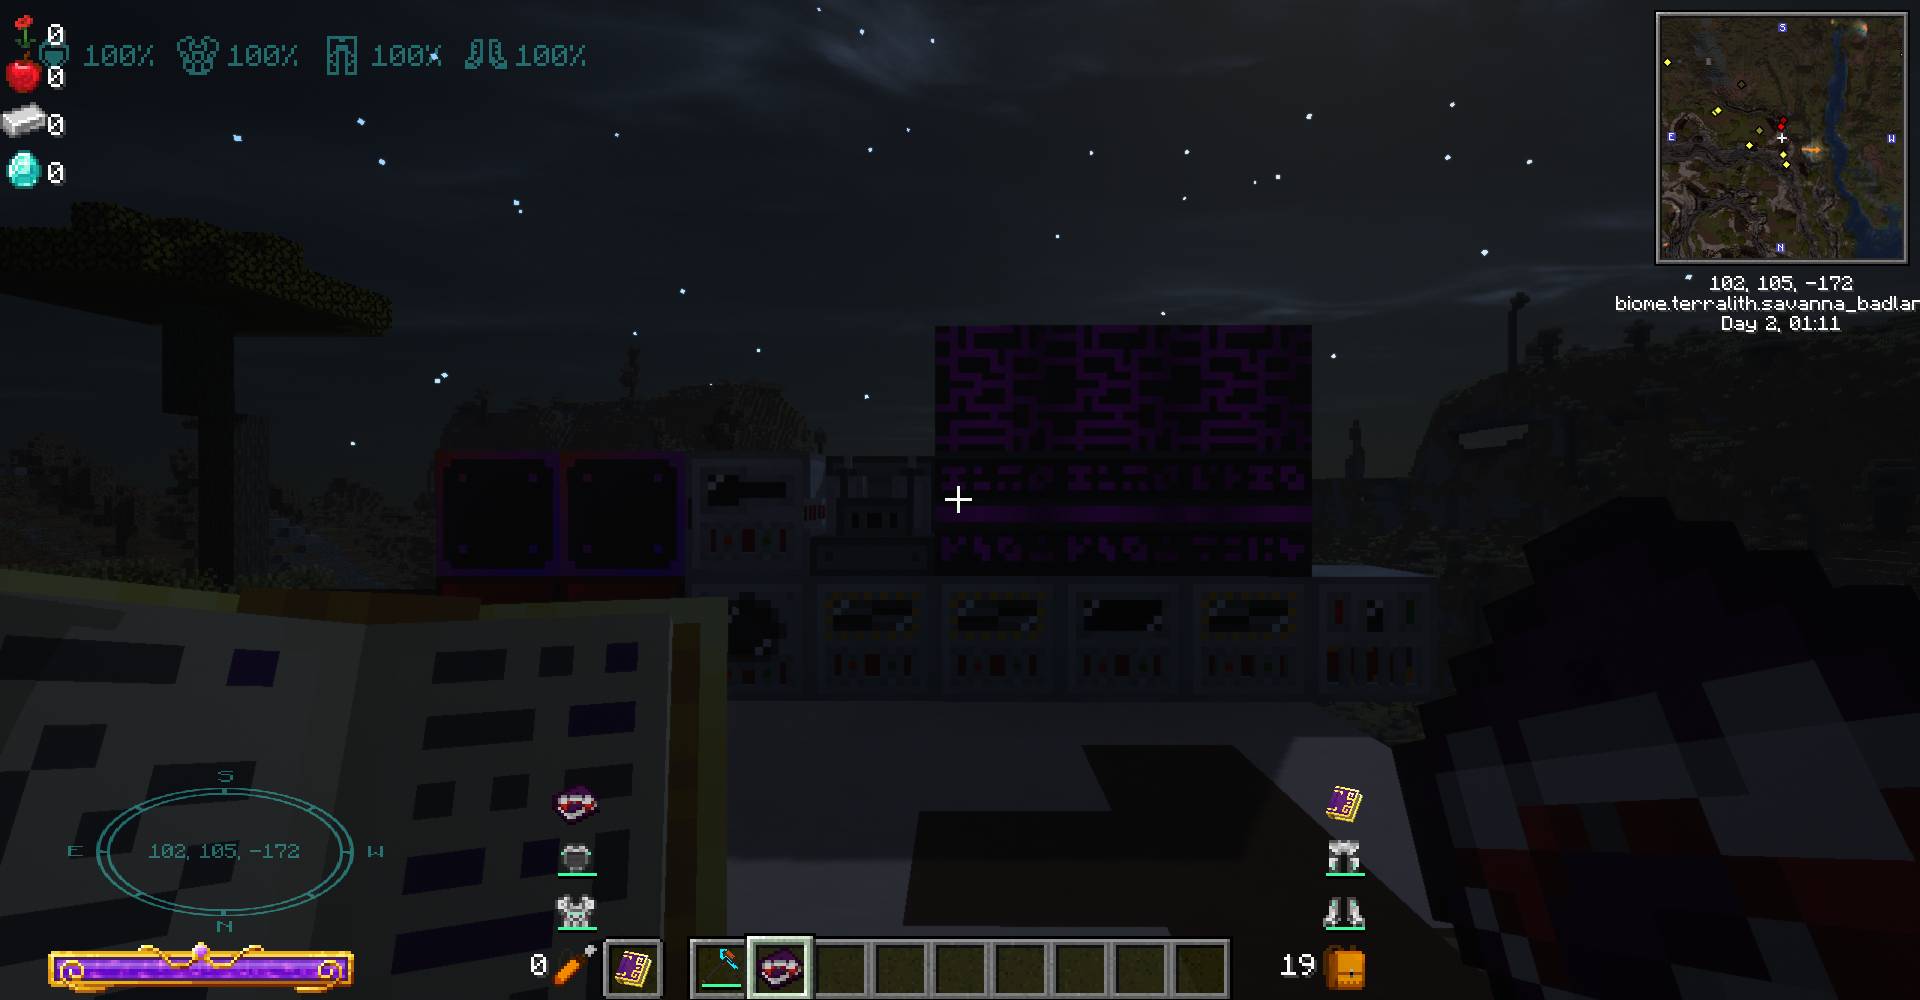 0
100% 100% 100% 100%
0
0
0
S
E
W
N
102, 105, -172
biome.terralith.savanna_badlar
Day 2, 01:11
S
E 102, 105, -172 W
N
0
19